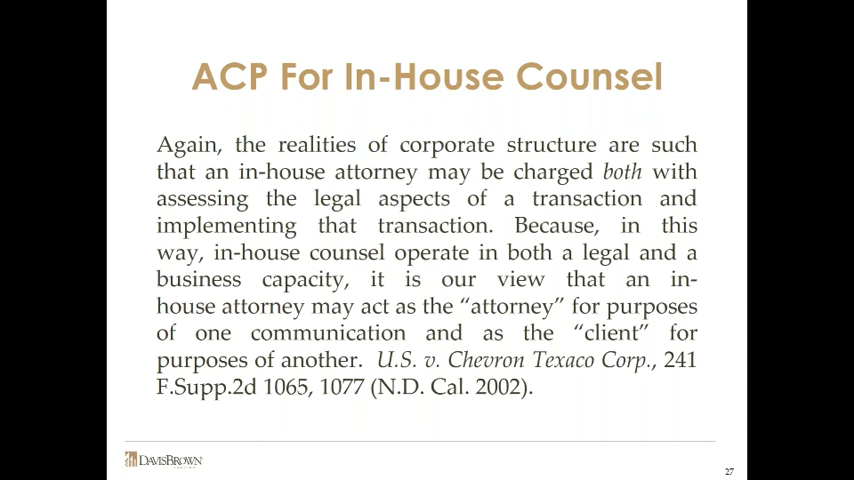 ACP For In-House Counsel
Again, the realities of corporate structure are such
that an in-house attorney may be charged both with
assessing the legal aspects of a transaction and
implementing that transaction. Because, in this
way, in-house counsel operate in both a legal and a
business capacity, it is our view that an in-
house attorney may act as the “attorney” for purposes
of one communication and as the “client” for
purposes of another. U.S. v. Chevron Texaco Corp., 241
F.Supp.2d 1065, 1077 (N.D. Cal. 2002).
DAVISBROWN
27